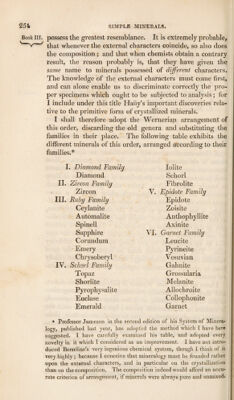 254
SIMPLE MINERALS.
Book III.
possess the greatest resemblance. It is extremely probable,
that whenever the external characters coincide, so also does
the composition; and that when chemists obtain a contrary
result, the reason probably is, that they have given the
same name to minerals possessed of different characters.
The knowledge of the external characters must come first,
and can alone enable us to discriminate correctly the pro-
per specimens which ought to be subjected to analysis; for
I include under this title Haüy's important discoveries rela-
tive to the primitive form of crystallized minerals.
I shall therefore adopt the Wernerian arrangement of
this order, discarding old genera and substituting the
families in their place. The following table exhibits the
different minerals of this order, arranged according to their
families.*
I. Diamond Family
Diamond
II. Zircon Family
Zircon
III. Ruby Family
Ceylanite
Automalite
Spinell
Sapphire
Corundum
Emery
Chrysoberyl
IV. Schorl Family
Topaz
Shorlite
Pyrophysalite
Euclase
Emerald
Iolite
Schorl
Fibrolite
V. Epidote Family
Epidote
Zoisite
Anthophyllite
Axinite
VI. Garnet Family
Leucite
Pyrineite
Vesuvian
Gahnite
Grossularia
Melanite
Allochroite
Collophonite
Garnet
* Professor Jameson in the second edition of his System of Minera-
logy, published last year, has adopted the method which I have here
suggested. I have carefully examined his table, and adopted every
novelty in it which I considered as an improvement. I have not intro-
duced Berzelius's very ingenious chemical system, though I think of it
very highly; because I conceive that mineralogy must be founded rather
upon the external characters, and in particular on the crystallization
than on the composition. The composition indeed would afford an accu-
rate criterion of arrangement, if minerals were always pure and unmixed.